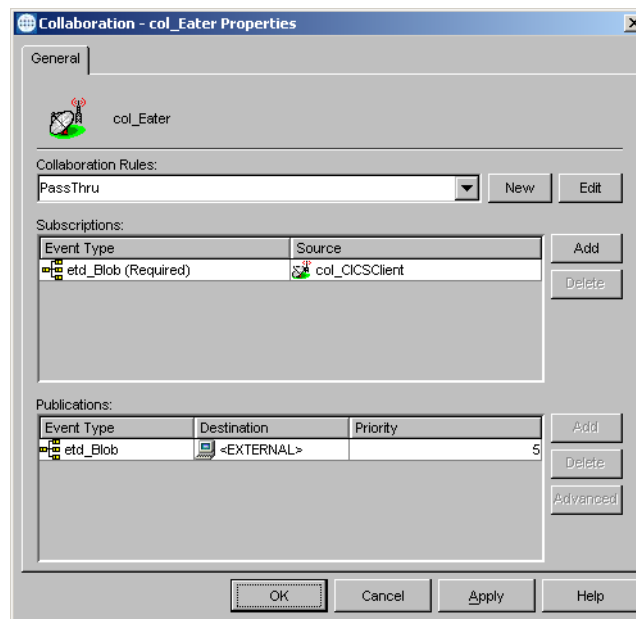 Collaboration - col_Eater Properties
General
col_Eater
Collaboration Rules:
PassThru New Edit
Subscriptions:
Event Type Source Add
etd_Blob (Required) col_CICSClient
Delete
Publications:
Event Type Destination Priority Add
etd_Blob <EXTERNAL> 5
Delete
Advanced
OK Cancel Apply Help